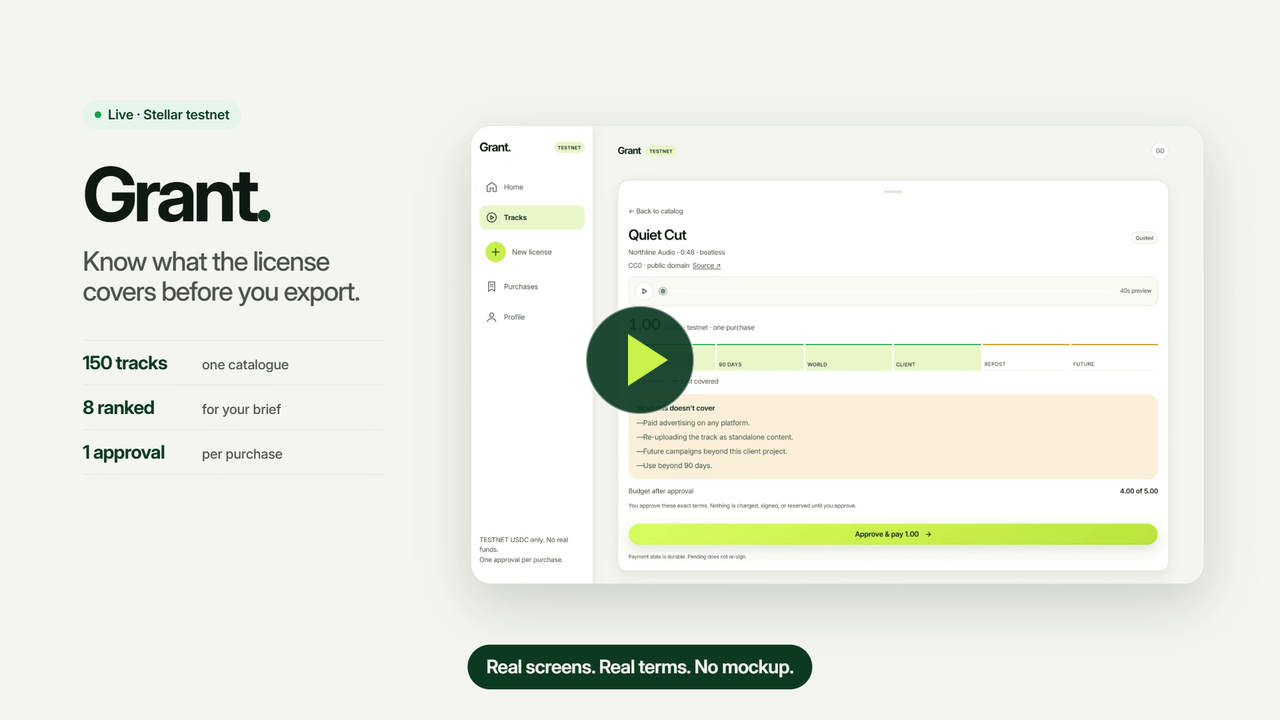 Live · Stellar testnet
Grant.
Know what the license
covers before you export.
150 tracks one catalogue
8 ranked for your brief
1 approval per purchase
Grant. TESTNET
Home
Tracks
New license
Purchases
Profile
TESTNET USDC only. No real
funds.
One approval per purchase.
Grant TESTNET
GD
← Back to catalog
Quiet Cut
Quoted
Northline Audio · 0:48 · beatless
CC0 · public domain Source ↗
40s preview
1.00 · testnet · one purchase
90 DAYS WORLD CLIENT REPOST FUTURE
covered
doesn't cover
—Paid advertising on any platform.
—Re-uploading the track as standalone content.
—Future campaigns beyond this client project.
—Use beyond 90 days.
Budget after approval 4.00 of 5.00
You approve these exact terms. Nothing is charged, signed, or reserved until you approve.
Approve & pay 1.00 →
Payment state is durable. Pending does not re-sign.
Real screens. Real terms. No mockup.